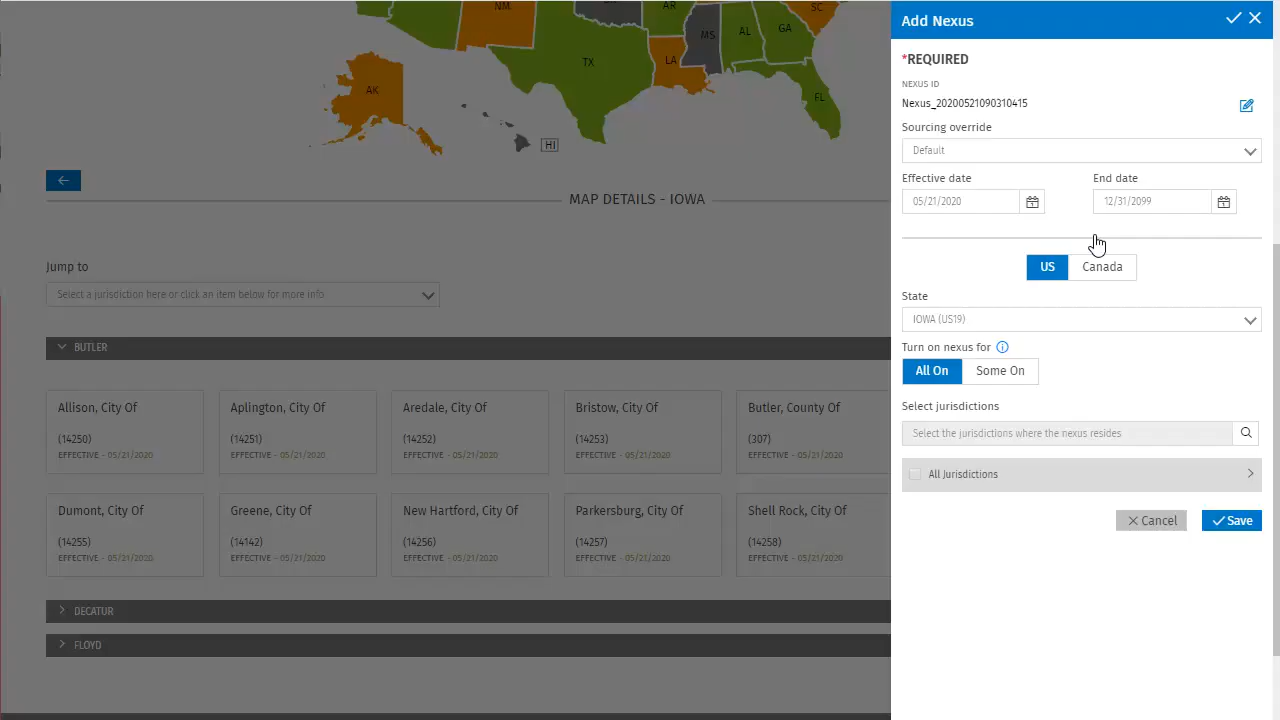 NM
AR
SC
MS
AL
GA
TX
LA
AK
FL
HI
MAP DETAILS - IOWA
Jump to
Select a jurisdiction here or click an item below for more info
BUTLER
Allison, City Of
(14250)
EFFECTIVE - 05/21/2020
Aplington, City Of
(14251)
EFFECTIVE - 05/21/2020
Aredale, City Of
(14252)
EFFECTIVE - 05/21/2020
Bristow, City Of
(14253)
EFFECTIVE - 05/21/2020
Butler, County Of
(307)
EFFECTIVE - 05/21/2020
Dumont, City Of
(14255)
EFFECTIVE - 05/21/2020
Greene, City Of
(14142)
EFFECTIVE - 05/21/2020
New Hartford, City Of
(14256)
EFFECTIVE - 05/21/2020
Parkersburg, City Of
(14257)
EFFECTIVE - 05/21/2020
Shell Rock, City Of
(14258)
EFFECTIVE - 05/21/2020
DECATUR
FLOYD
Add Nexus
*REQUIRED
NEXUS ID
Nexus_20200521090310415
Sourcing override
Default
Effective date
05/21/2020
End date
12/31/2099
US
Canada
State
IOWA (US19)
Turn on nexus for
All On
Some On
Select jurisdictions
Select the jurisdictions where the nexus resides
All Jurisdictions
Cancel
Save